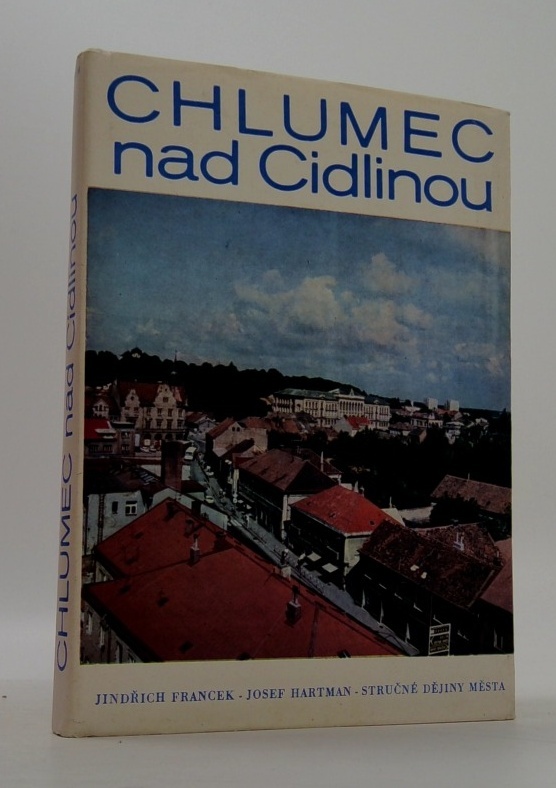 CHLUMEC
nad Cidlinou
CHLUMEC nad Cidlinou
JINDŘICH FRANCEK - JOSEF HARTMAN - STRUČNÉ DĚJINY MĚSTA